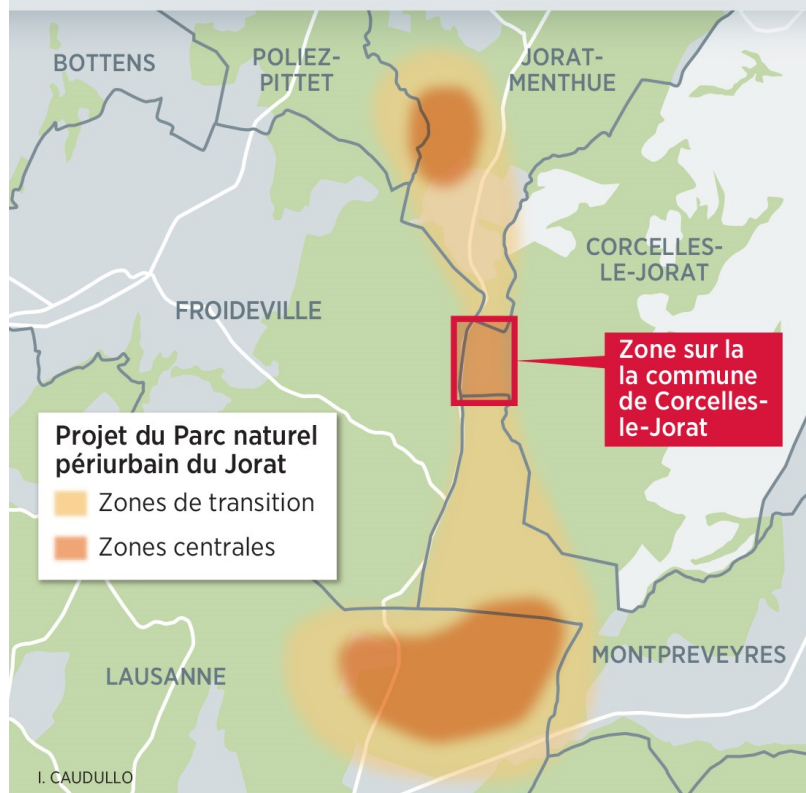 BOTTENS
POLIEZ-
PITTET
JORAT-
MENTHUE
CORCELLES-
LE-JORAT
FROIDEVILLE
Zone sur la
la commune
de Corcelles-
le-Jorat
Projet du Parc naturel
périurbain du Jorat
Zones de transition
Zones centrales
MONTPREVEYRES
LAUSANNE
I. CAUDULLO